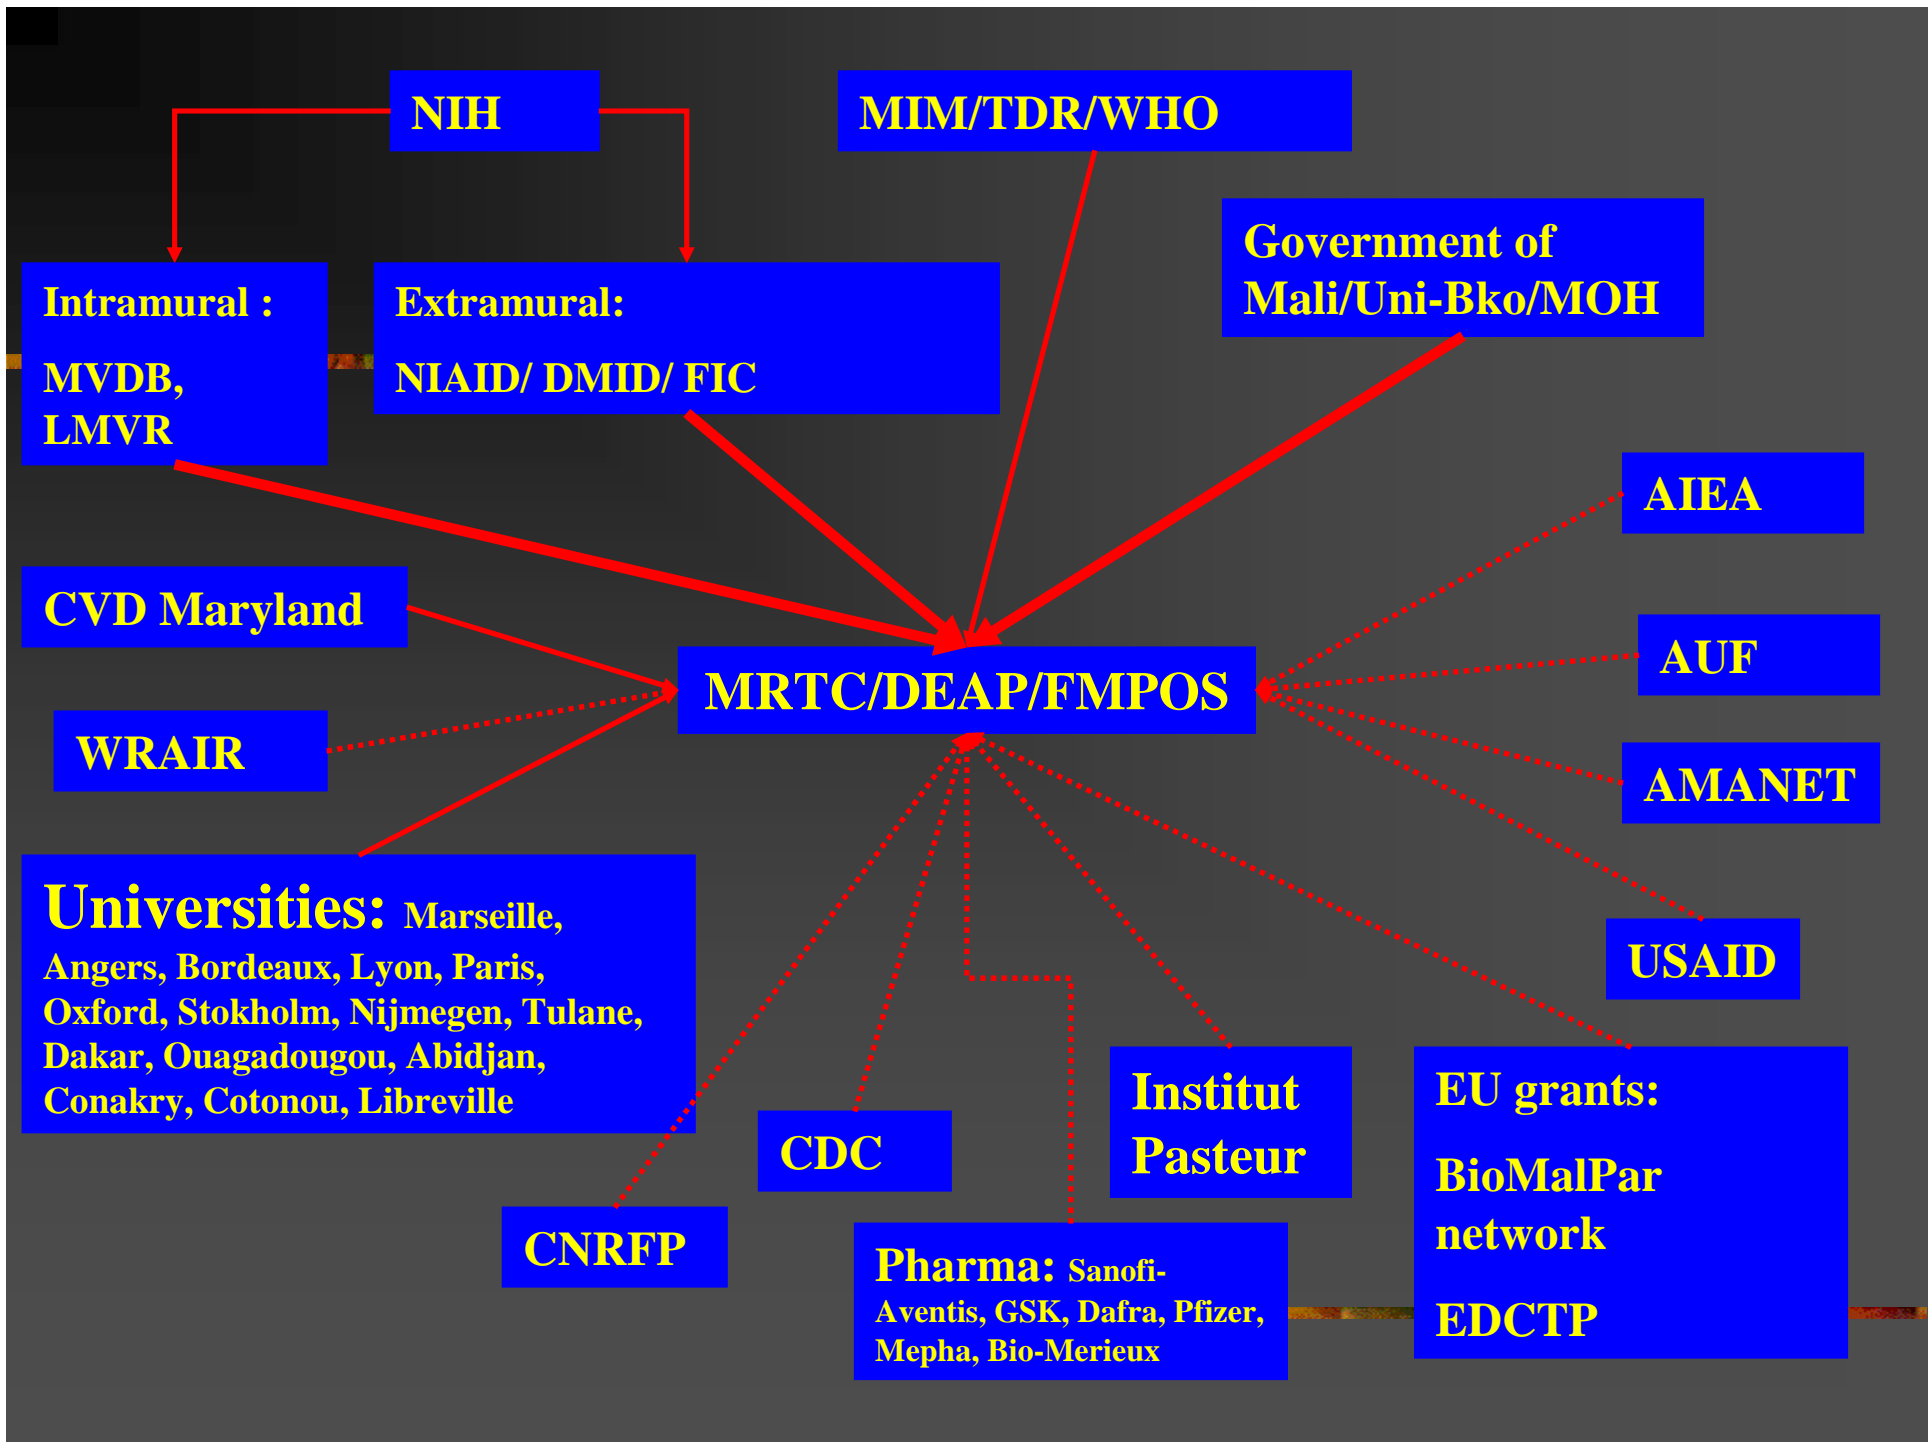 NIH
MIM/TDR/WHO
Government of
Mali/Uni-Bko/MOH
Intramural :
MVDB,
LMVR
Extramural:
NIAID/ DMID/ FIC
AIEA
CVD Maryland
AUF
MRTC/DEAP/FMPOS
WRAIR
AMANET
Universities: Marseille,
Angers, Bordeaux, Lyon, Paris,
Oxford, Stokholm, Nijmegen, Tulane,
Dakar, Ouagadougou, Abidjan,
Conakry, Cotonou, Libreville
USAID
CDC
Institut
Pasteur
EU grants:
BioMalPar
network
EDCTP
CNRFP
Pharma: Sanofi-
Aventis, GSK, Dafra, Pfizer,
Mepha, Bio-Merieux